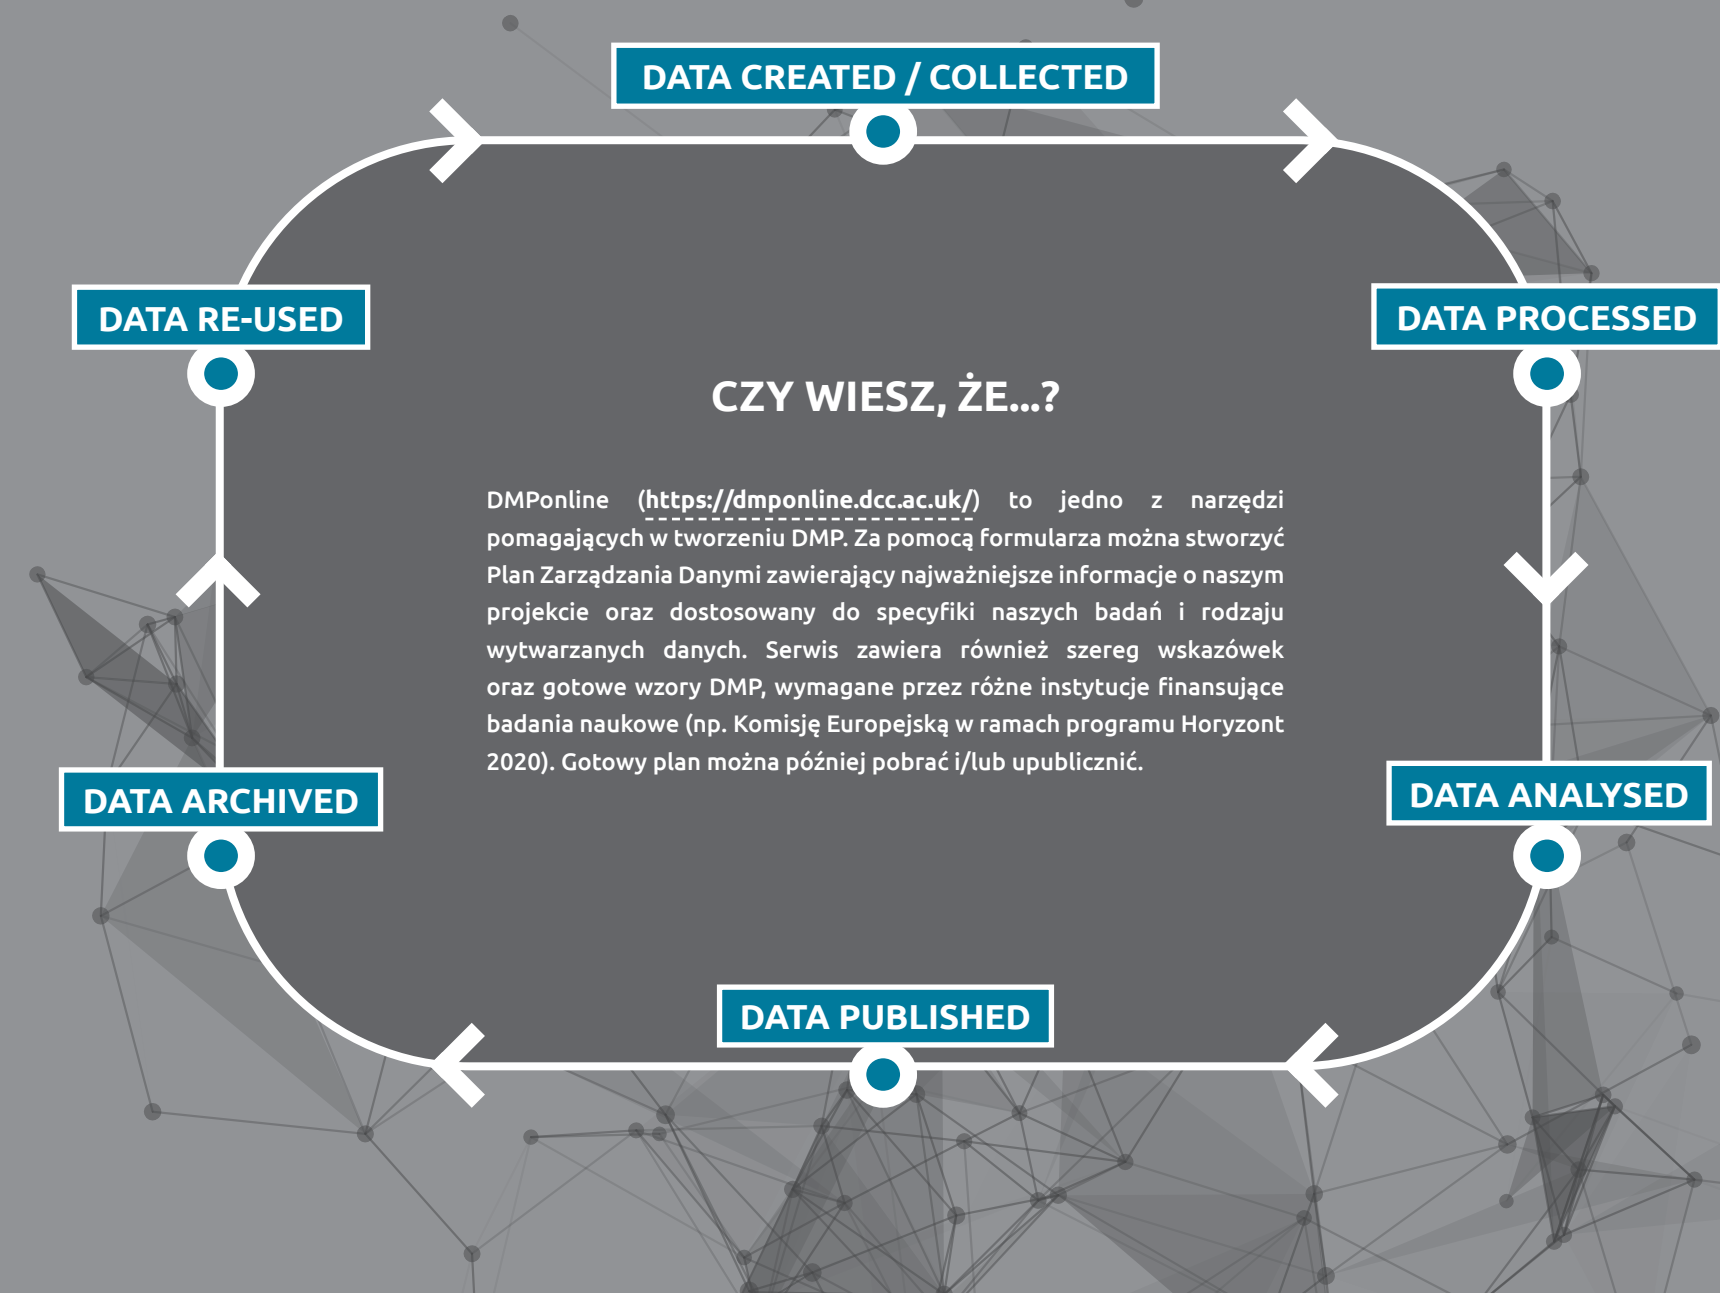 DATA CREATED / COLLECTED
DATA RE-USED
DATA PROCESSED
CZY WIESZ, ŻE...?
DMPonline (https://dmponline.dcc.ac.uk/) to jedno z narzędzi
pomagających w tworzeniu DMP. Za pomocą formularza można stworzyć
Plan Zarządzania Danymi zawierający najważniejsze informacje o naszym
projekcie oraz dostosowany do specyfiki naszych badań i rodzaju
wytwarzanych danych. Serwis zawiera również szereg wskazówek
oraz gotowe wzory DMP, wymagane przez różne instytucje finansujące
badania naukowe (np. Komisję Europejską w ramach programu Horyzont
2020). Gotowy plan można później pobrać i/lub upublicznić.
DATA ARCHIVED
DATA ANALYSED
DATA PUBLISHED